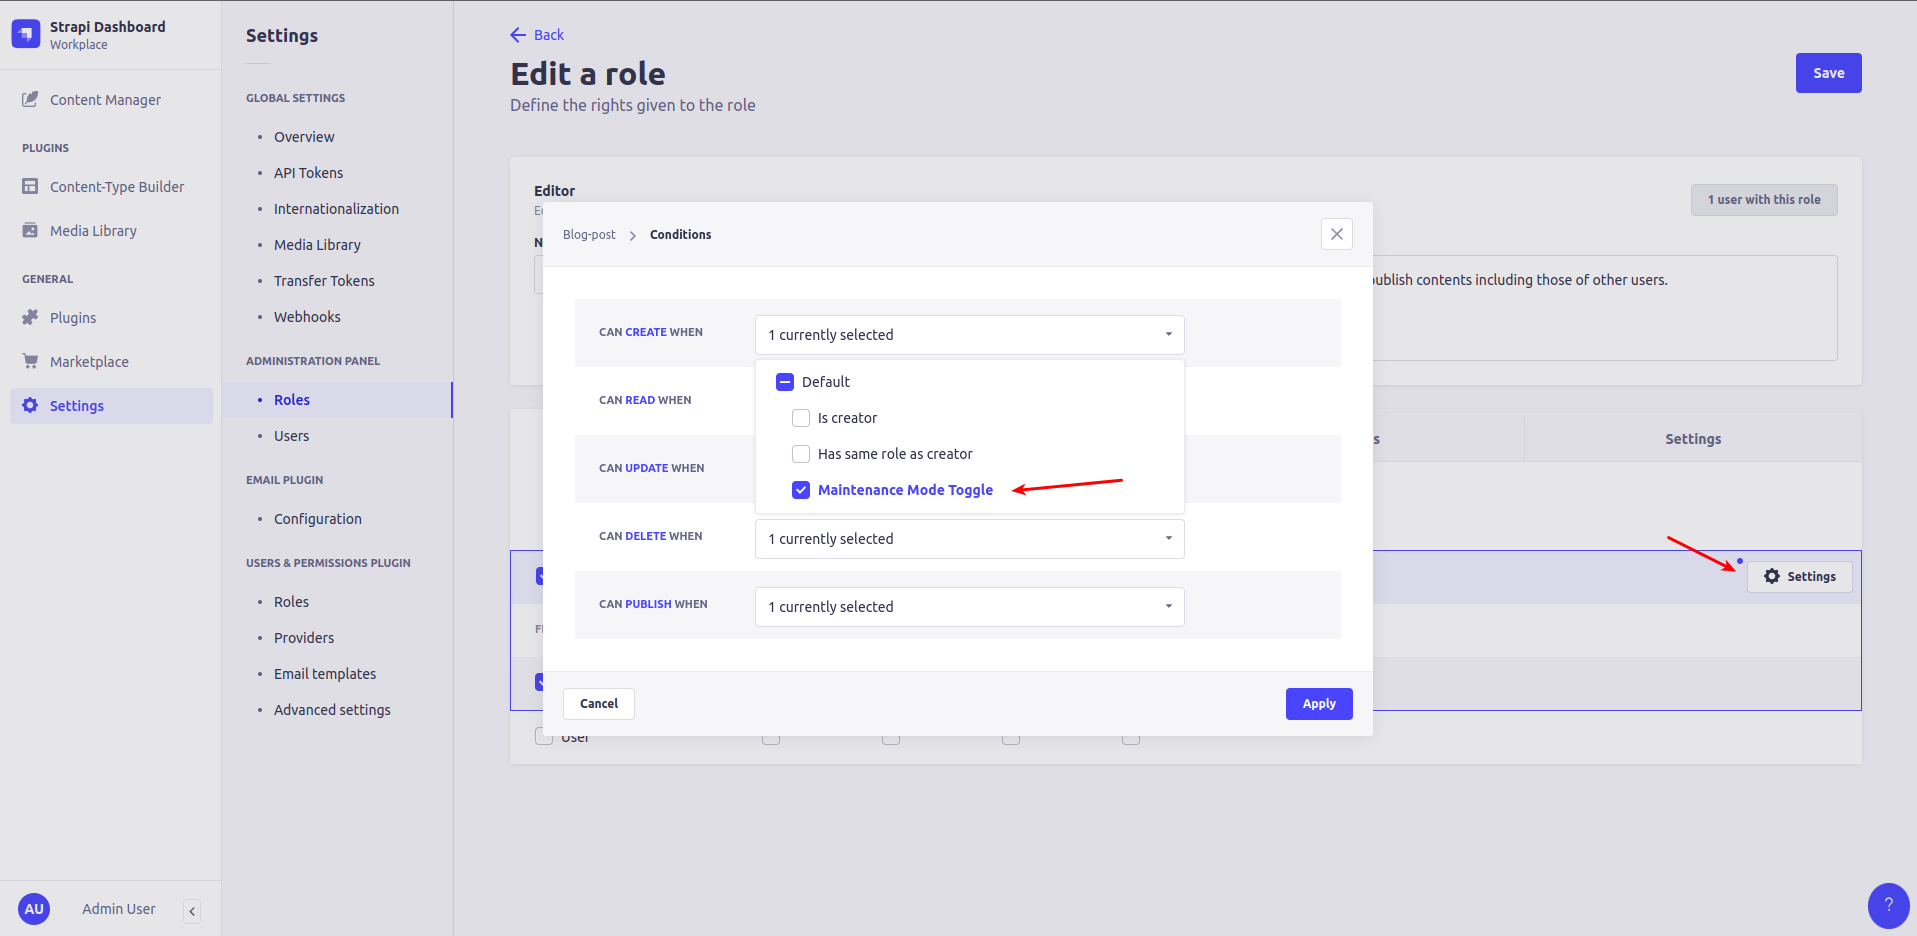 Strapi Dashboard
Workplace
Content Manager
PLUGINS
Content-Type Builder
Media Library
GENERAL
Plugins
Marketplace
Settings
AU
Admin User
Settings
GLOBAL SETTINGS
Overview
API Tokens
Internationalization
Media Library
Transfer Tokens
Webhooks
ADMINISTRATION PANEL
Roles
Users
EMAIL PLUGIN
Configuration
USERS & PERMISSIONS PLUGIN
Roles
Providers
Email templates
Advanced settings
Back
Edit a role
Define the rights given to the role
Save
Editor
1 user with this role
N
ublish contents including those of other users.
s
Settings
Settings
Blog-post
Conditions
CAN CREATE WHEN
1 currently selected
Default
Is creator
Has same role as creator
Maintenance Mode Toggle
CAN READ WHEN
CAN UPDATE WHEN
CAN DELETE WHEN
1 currently selected
CAN PUBLISH WHEN
1 currently selected
Cancel
Apply
User
?